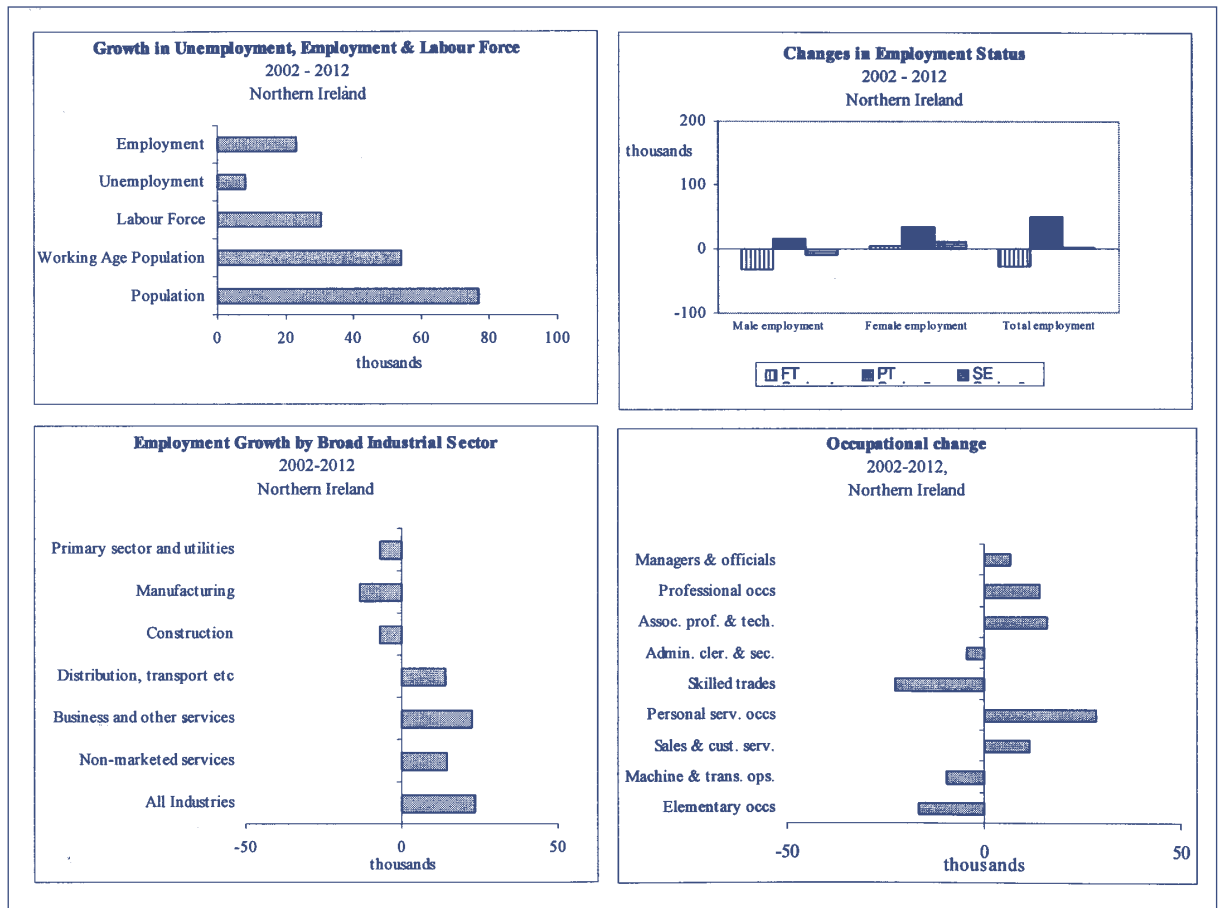 Growth in Unemployment, Employment & Labour Force
2002 - 2012
Northern Ireland
Employment
Unemployment
Labour Force
Working Age Population
Population
0 20 40 60 80 100
thousands
Changes in Employment Status
2002 - 2012
Northern Ireland
200
thousands
100
0
-100
Male employment Female employment Total employment
FT PT SE
Employment Growth by Broad Industrial Sector
2002-2012
Northern Ireland
Primary sector and utilities
Manufacturing
Construction
Distribution, transport etc
Business and other services
Non-marketed services
All Industries
-50 0 50
thousands
Occupational change
2002-2012,
Northern Ireland
Managers & officials
Professional occs
Assoc. prof. & tech.
Admin. cler. & sec.
Skilled trades
Personal serv. occs
Sales & cust. serv.
Machine & trans. ops.
Elementary occs
-50 0 50
thousands